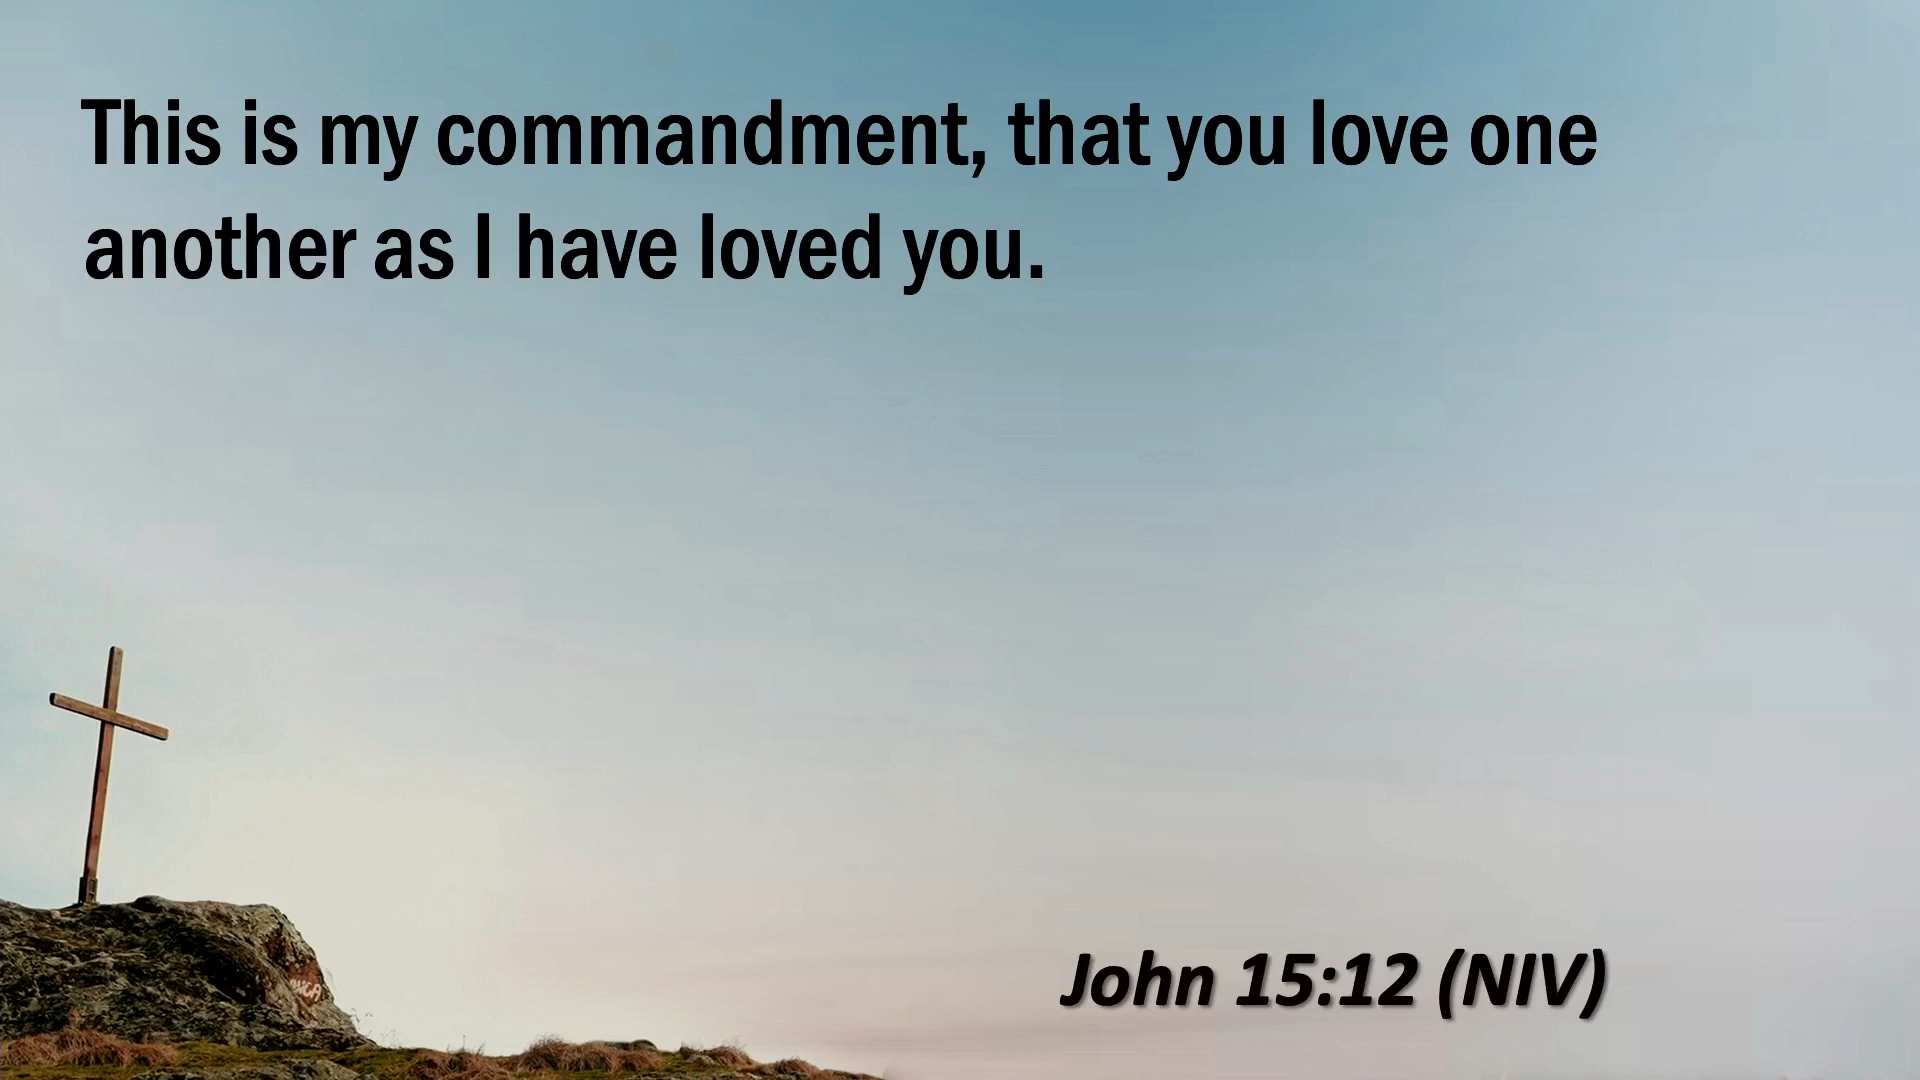 This is my commandment, that you love one
another as I have loved you.
John 15:12 (NIV)